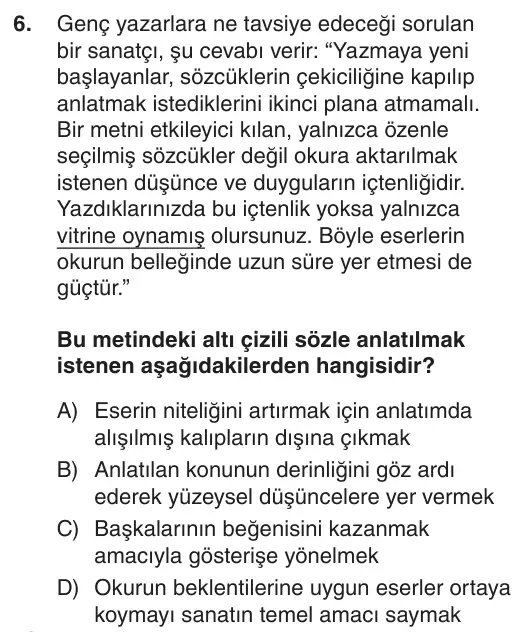 6. Genç yazarlara ne tavsiye edeceği sorulan
bir sanatçı, şu cevabı verir: “Yazmaya yeni
başlayanlar, sözcüklerin çekiciliğine kapılıp
anlatmak istediklerini ikinci plana atmamalı.
Bir metni etkileyici kılan, yalnızca özenle
seçilmiş sözcükler değil okura aktarılmak
istenen düşünce ve duyguların içtenliğidir.
Yazdıklarınızda bu içtenlik yoksa yalnızca
vitrine oynamış olursunuz. Böyle eserlerin
okurun belleğinde uzun süre yer etmesi de
güçtür.”
Bu metindeki altı çizili sözle anlatılmak
istenen aşağıdakilerden hangisidir?
A) Eserin niteliğini artırmak için anlatımda
alışılmış kalıpların dışına çıkmak
B) Anlatılan konunun derinliğini göz ardı
ederek yüzeysel düşüncelere yer vermek
C) Başkalarının beğenisini kazanmak
amacıyla gösterişe yönelmek
D) Okurun beklentilerine uygun eserler ortaya
koymayı sanatın temel amacı saymak